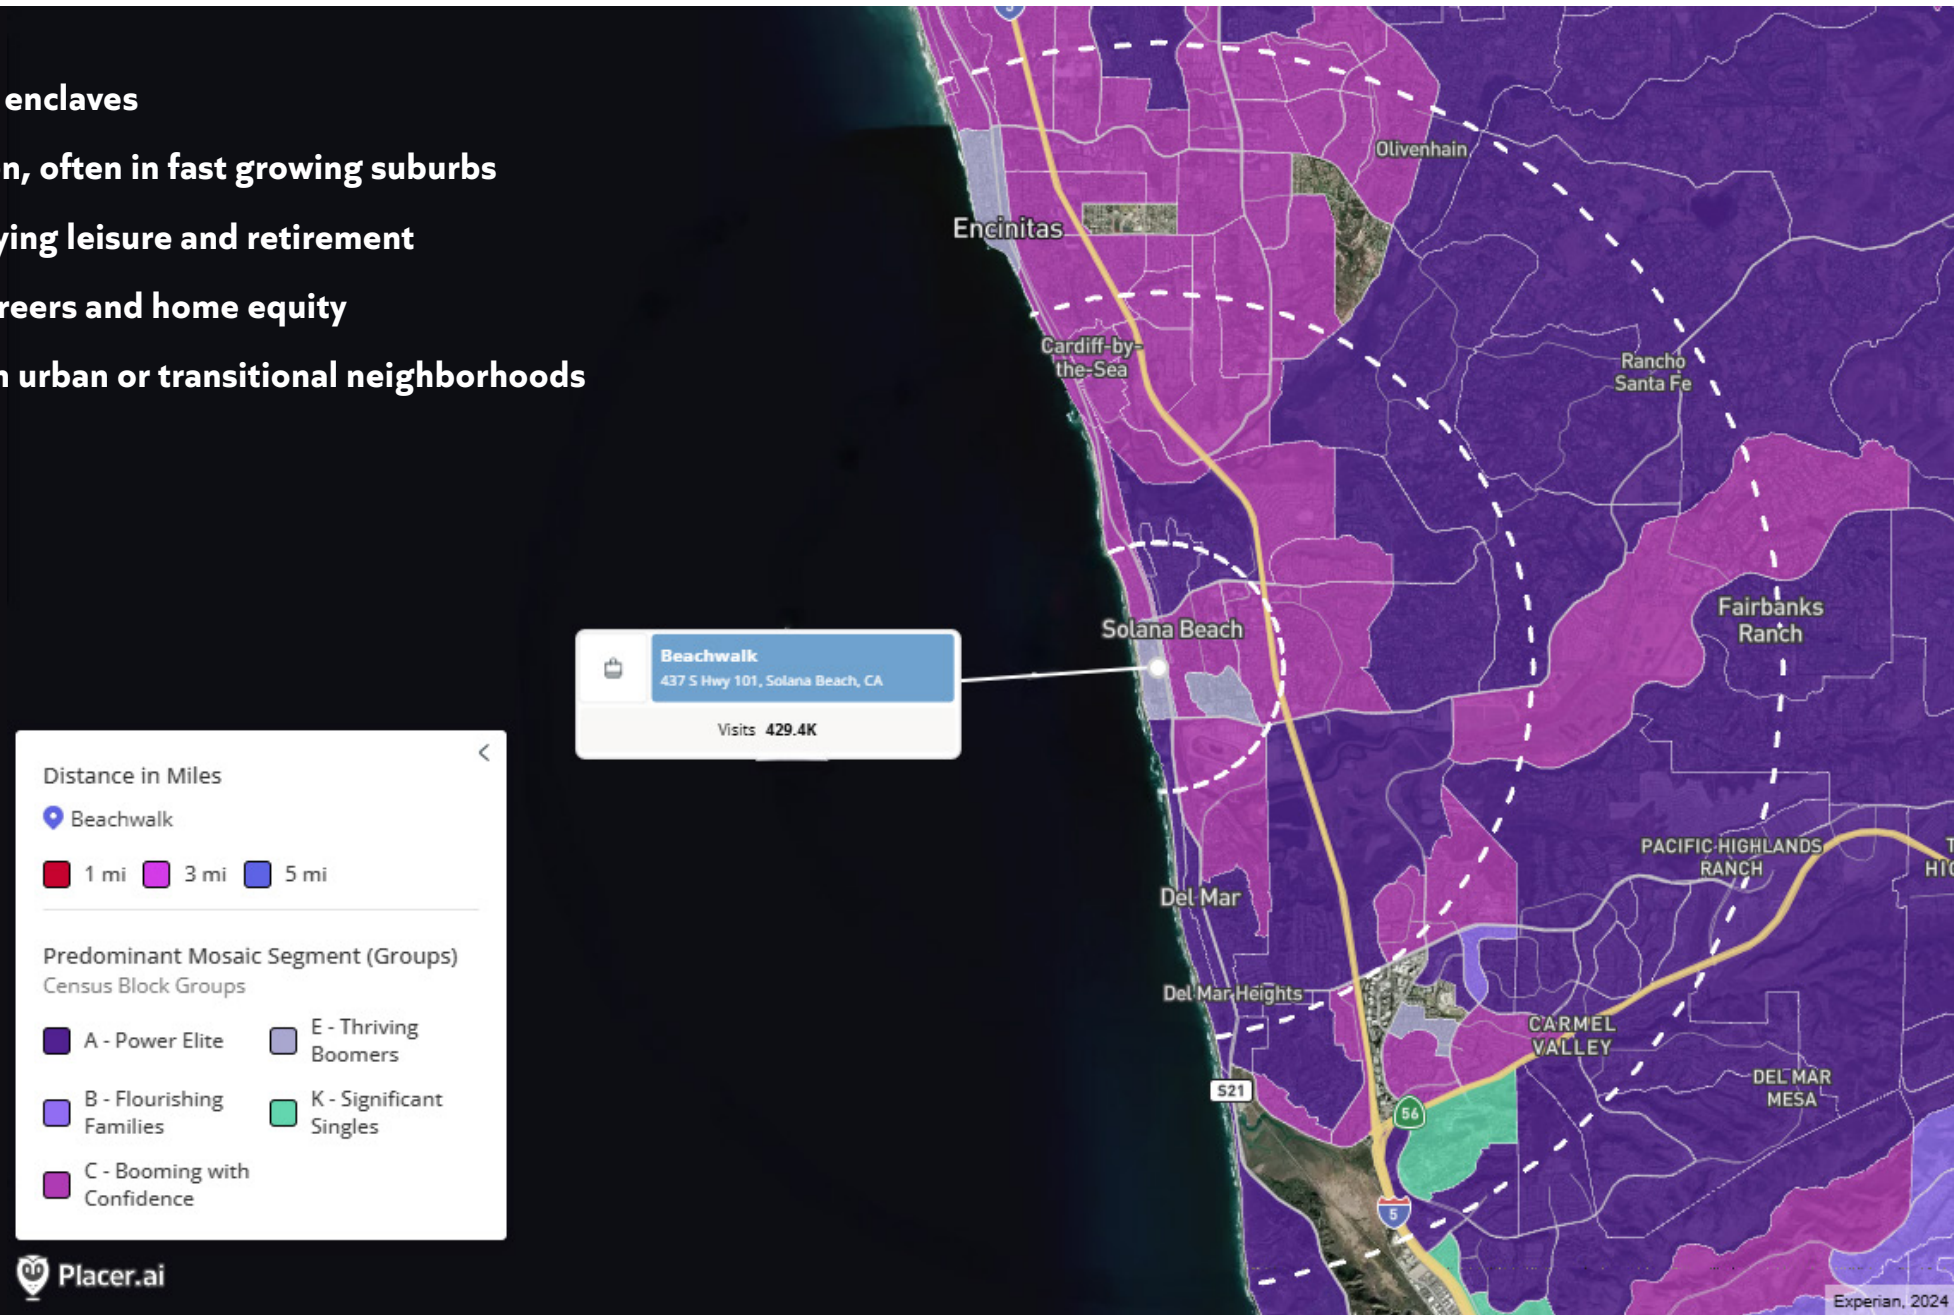 enclaves
n, often in fast growing suburbs
ying leisure and retirement
reers and home equity
n urban or transitional neighborhoods
5
Olivenhain
Encinitas
Cardiff-by-
the-Sea
Rancho
Santa Fe
Fairbanks
Ranch
Solana Beach
Beachwalk
437 S Hwy 101, Solana Beach, CA
Visits 429.4K
Distance in Miles
Beachwalk
1 mi 3 mi 5 mi
Predominant Mosaic Segment (Groups)
Census Block Groups
A - Power Elite
E - Thriving
Boomers
B - Flourishing
Families
K - Significant
Singles
C - Booming with
Confidence
PACIFIC HIGHLANDS
RANCH
T
HIG
Del Mar
Del Mar Heights
CARMEL
VALLEY
DEL MAR
MESA
S21
56
5
Placer.ai
Experian, 2024